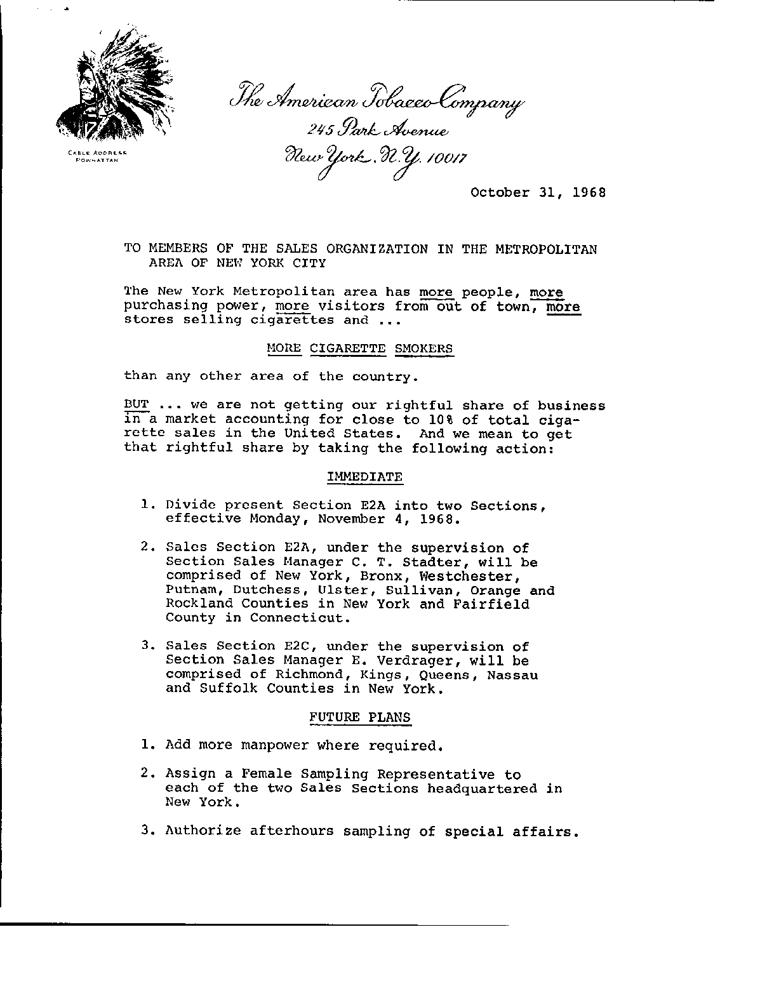 The American Tobacco Company
245 Park Avenue
New York, N.Y. 10017
CABLE ADDRESS
POWHATTAN
October 31, 1968
TO MEMBERS OF THE SALES ORGANIZATION IN THE METROPOLITAN
AREA OF NEW YORK CITY
The New York Metropolitan area has more people, more
purchasing power, more visitors from out of town, more
stores selling cigarettes and ...
MORE CIGARETTE SMOKERS
than any other area of the country.
BUT ... we are not getting our rightful share of business
in a market accounting for close to 10% of total ciga-
rette sales in the United States. And we mean to get
that rightful share by taking the following action:
IMMEDIATE
1. Divide present Section E2A into two Sections,
effective Monday, November 4, 1968.
2. Sales Section E2A, under the supervision of
Section Sales Manager C. T. Stadter, will be
comprised of New York, Bronx, Westchester,
Putnam, Dutchess, Ulster, Sullivan, Orange and
Rockland Counties in New York and Fairfield
County in Connecticut.
3. Sales Section E2C, under the supervision of
Section Sales Manager E. Verdrager, will be
comprised of Richmond, Kings, Queens, Nassau
and Suffolk Counties in New York.
FUTURE PLANS
1. Add more manpower where required.
2. Assign a Female Sampling Representative to
each of the two Sales Sections headquartered in
New York.
3. Authorize afterhours sampling of special affairs.